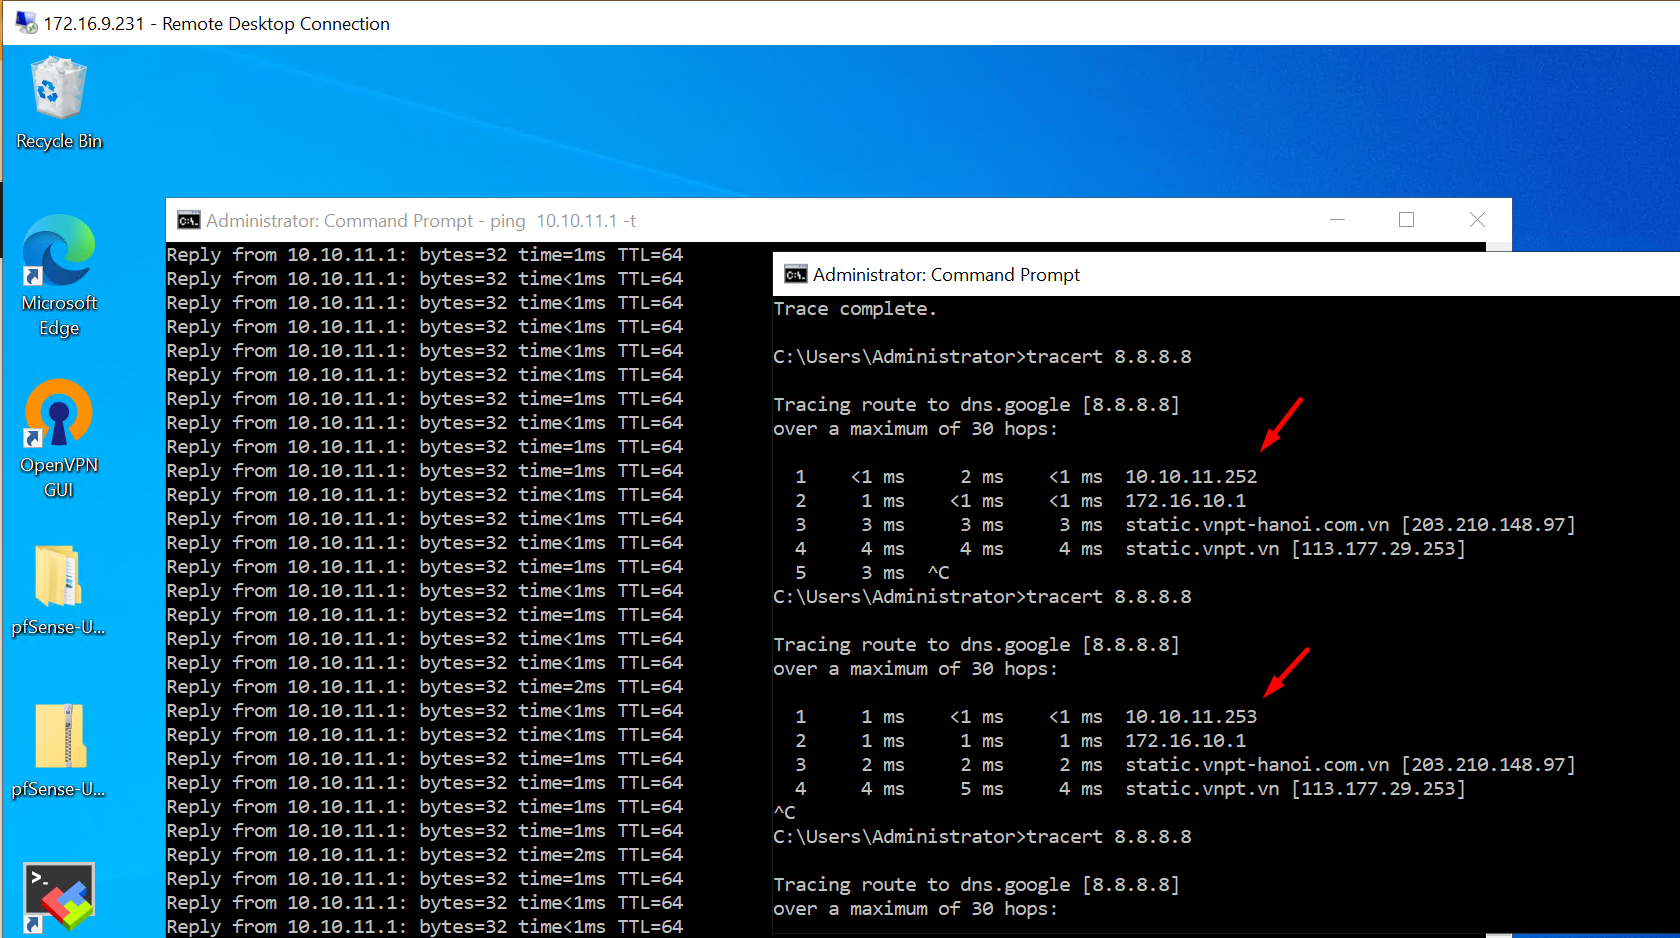 172.16.9.231 - Remote Desktop Connection
Recycle Bin
Microsoft
Edge
OpenVPN
GUI
pfSense-U...
pfSense-U...
Administrator: Command Prompt - ping 10.10.11.1 -t
Reply from 10.10.11.1: bytes=32 time=1ms TTL=64
Reply from 10.10.11.1: bytes=32 time<1ms TTL=64
Reply from 10.10.11.1: bytes=32 time<1ms TTL=64
Reply from 10.10.11.1: bytes=32 time<1ms TTL=64
Reply from 10.10.11.1: bytes=32 time<1ms TTL=64
Reply from 10.10.11.1: bytes=32 time<1ms TTL=64
Reply from 10.10.11.1: bytes=32 time=1ms TTL=64
Reply from 10.10.11.1: bytes=32 time<1ms TTL=64
Reply from 10.10.11.1: bytes=32 time=1ms TTL=64
Reply from 10.10.11.1: bytes=32 time<1ms TTL=64
Reply from 10.10.11.1: bytes=32 time<1ms TTL=64
Reply from 10.10.11.1: bytes=32 time<1ms TTL=64
Reply from 10.10.11.1: bytes=32 time<1ms TTL=64
Reply from 10.10.11.1: bytes=32 time=1ms TTL=64
Reply from 10.10.11.1: bytes=32 time<1ms TTL=64
Reply from 10.10.11.1: bytes=32 time=1ms TTL=64
Reply from 10.10.11.1: bytes=32 time<1ms TTL=64
Reply from 10.10.11.1: bytes=32 time<1ms TTL=64
Reply from 10.10.11.1: bytes=32 time=2ms TTL=64
Reply from 10.10.11.1: bytes=32 time<1ms TTL=64
Reply from 10.10.11.1: bytes=32 time<1ms TTL=64
Reply from 10.10.11.1: bytes=32 time=1ms TTL=64
Reply from 10.10.11.1: bytes=32 time<1ms TTL=64
Reply from 10.10.11.1: bytes=32 time=1ms TTL=64
Reply from 10.10.11.1: bytes=32 time<1ms TTL=64
Reply from 10.10.11.1: bytes=32 time=2ms TTL=64
Reply from 10.10.11.1: bytes=32 time=1ms TTL=64
Reply from 10.10.11.1: bytes=32 time<1ms TTL=64
Reply from 10.10.11.1: bytes=32 time=1ms TTL=64
Administrator: Command Prompt
Trace complete.
C:\Users\Administrator>tracert 8.8.8.8
Tracing route to dns.google [8.8.8.8]
over a maximum of 30 hops:
1 <1 ms 2 ms <1 ms 10.10.11.252
2 1 ms <1 ms <1 ms 172.16.10.1
3 3 ms 3 ms 3 ms static.vnpt-hanoi.com.vn [203.210.148.97]
4 4 ms 4 ms 4 ms static.vnpt.vn [113.177.29.253]
5 3 ms ^C
C:\Users\Administrator>tracert 8.8.8.8
Tracing route to dns.google [8.8.8.8]
over a maximum of 30 hops:
1 1 ms <1 ms <1 ms 10.10.11.253
2 1 ms 1 ms 1 ms 172.16.10.1
3 2 ms 2 ms 2 ms static.vnpt-hanoi.com.vn [203.210.148.97]
4 4 ms 5 ms 4 ms static.vnpt.vn [113.177.29.253]
^C
C:\Users\Administrator>tracert 8.8.8.8
Tracing route to dns.google [8.8.8.8]
over a maximum of 30 hops: